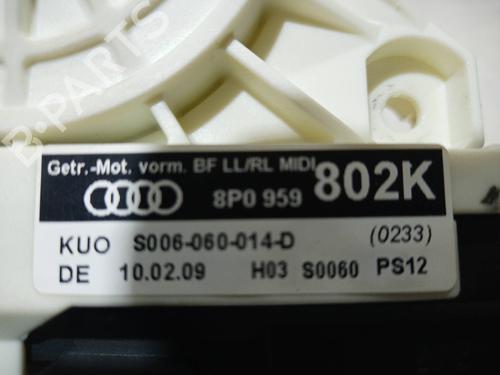 B-PARTS
Getr.-Mot. vorm. BF LL/RL MIDI
8P0 959 802K
KUO S006-060-014-D (0233)
DE 10.02.09 H03 S0060 PS12